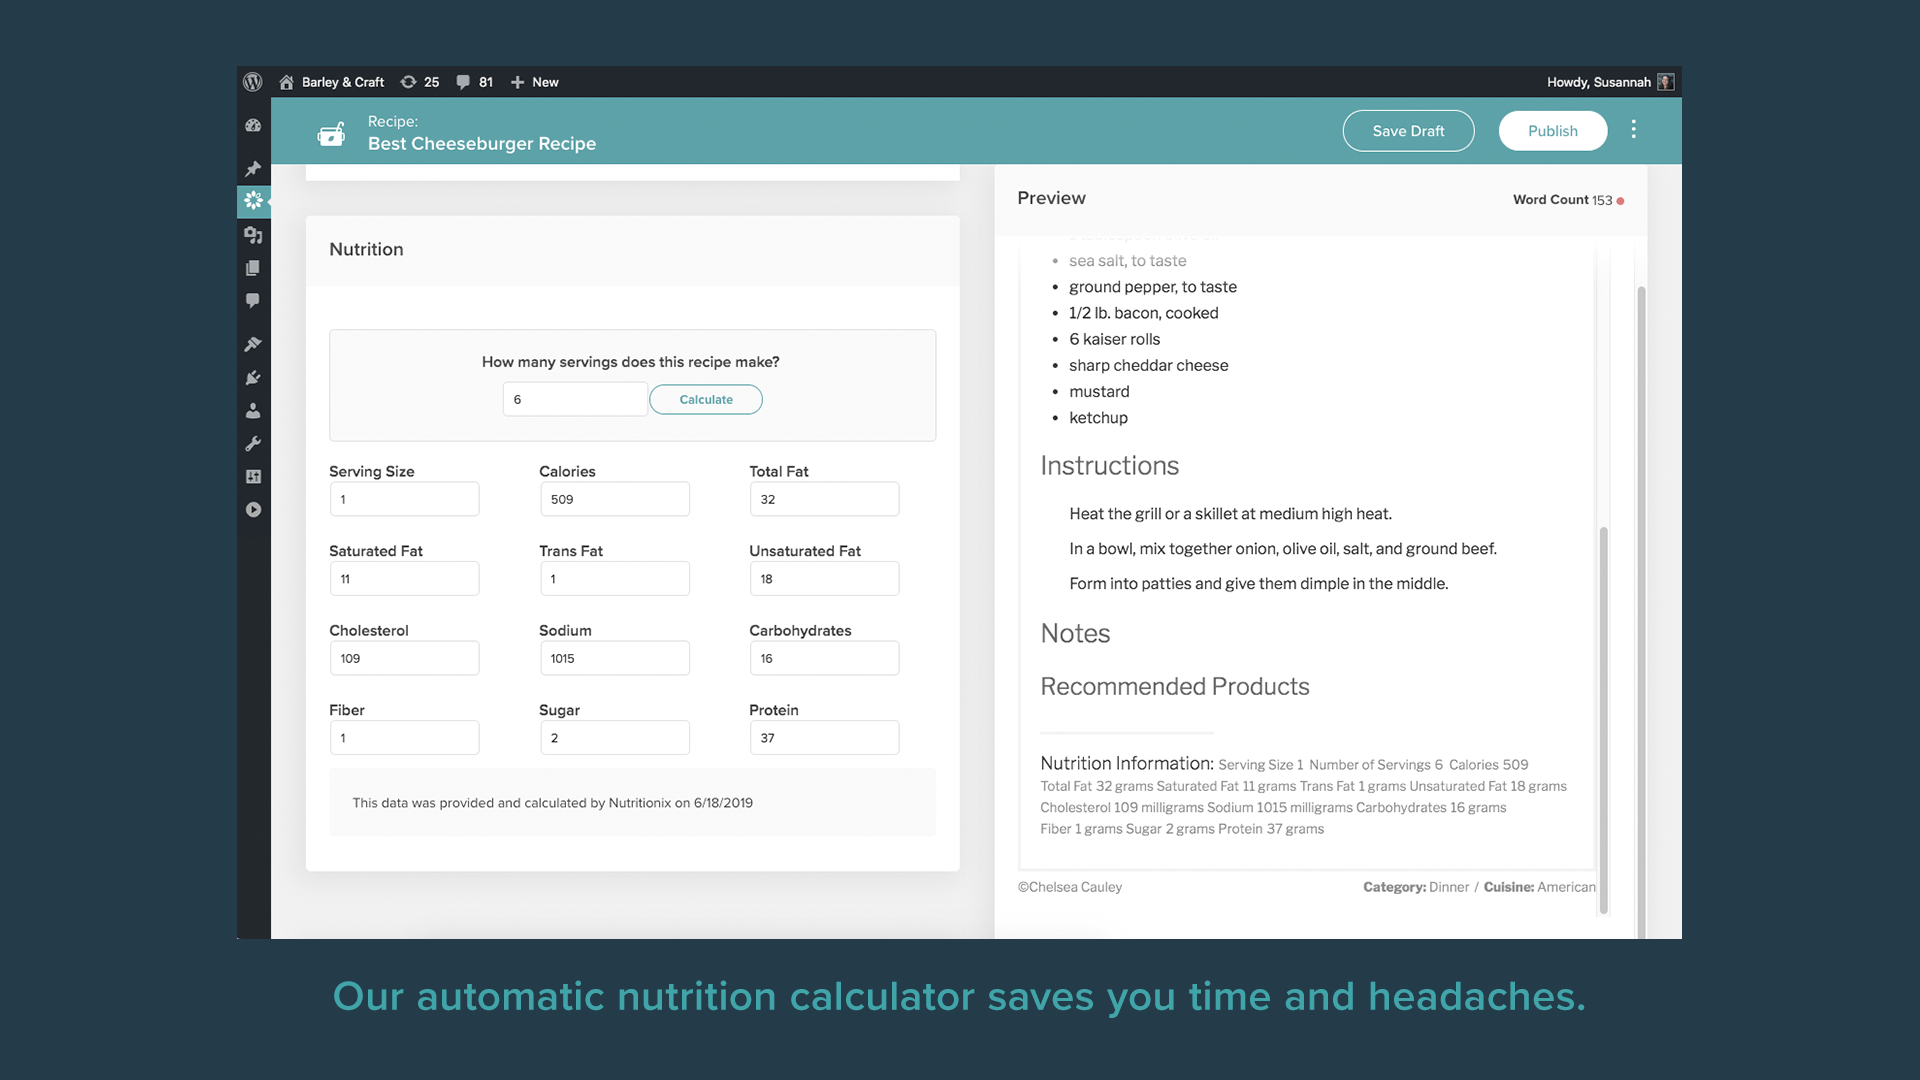 Barley & Craft 25 81 New Howdy, Susannah
Recipe:
Best Cheeseburger Recipe
Save Draft
Publish
Nutrition
How many servings does this recipe make?
6 Calculate
Serving Size Calories Total Fat
1 509 32
Saturated Fat Trans Fat Unsaturated Fat
11 1 18
Cholesterol Sodium Carbohydrates
109 1015 16
Fiber Sugar Protein
1 2 37
This data was provided and calculated by Nutritionix on 6/18/2019
Preview Word Count 153
• sea salt, to taste
• ground pepper, to taste
• 1/2 lb. bacon, cooked
• 6 kaiser rolls
• sharp cheddar cheese
• mustard
• ketchup
Instructions
Heat the grill or a skillet at medium high heat.
In a bowl, mix together onion, olive oil, salt, and ground beef.
Form into patties and give them dimple in the middle.
Notes
Recommended Products
Nutrition Information: Serving Size 1 Number of Servings 6 Calories 509
Total Fat 32 grams Saturated Fat 11 grams Trans Fat 1 grams Unsaturated Fat 18 grams
Cholesterol 109 milligrams Sodium 1015 milligrams Carbohydrates 16 grams
Fiber 1 grams Sugar 2 grams Protein 37 grams
©Chelsea Cauley Category: Dinner / Cuisine: American
Our automatic nutrition calculator saves you time and headaches.